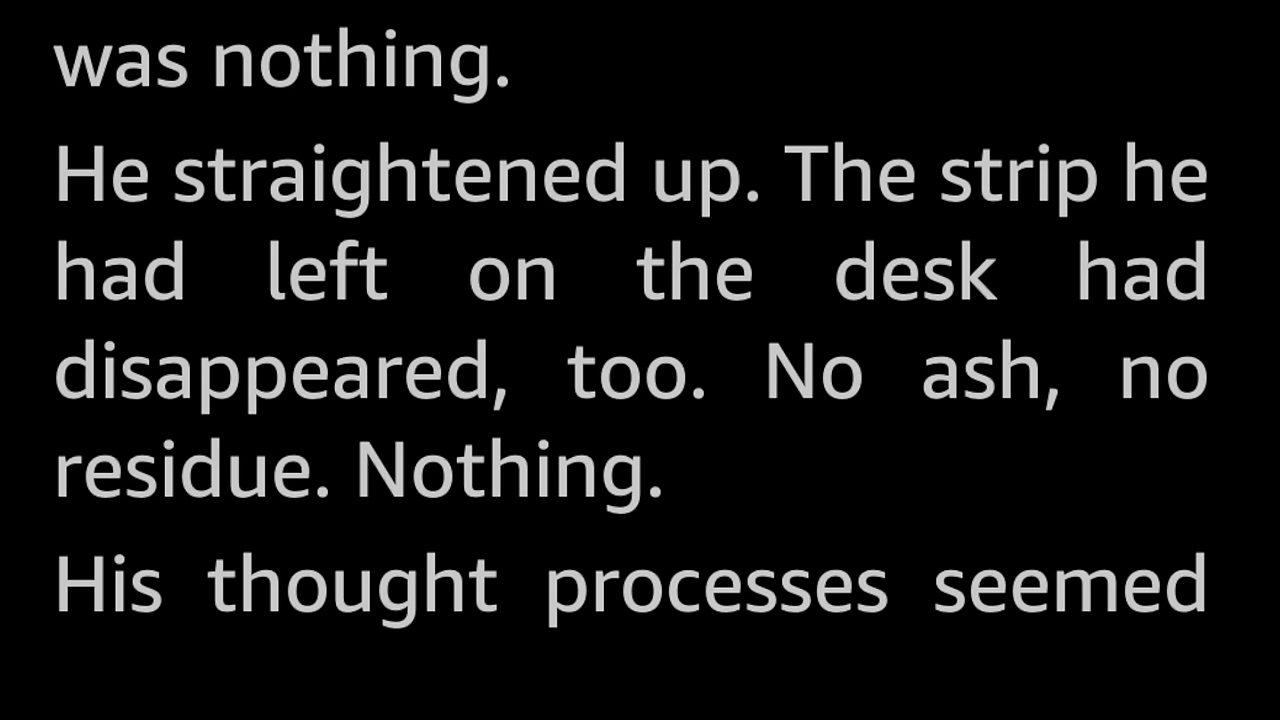 was nothing.
He straightened up. The strip he
had left on the desk had
disappeared, too. No ash, no
residue. Nothing.
His thought processes seemed